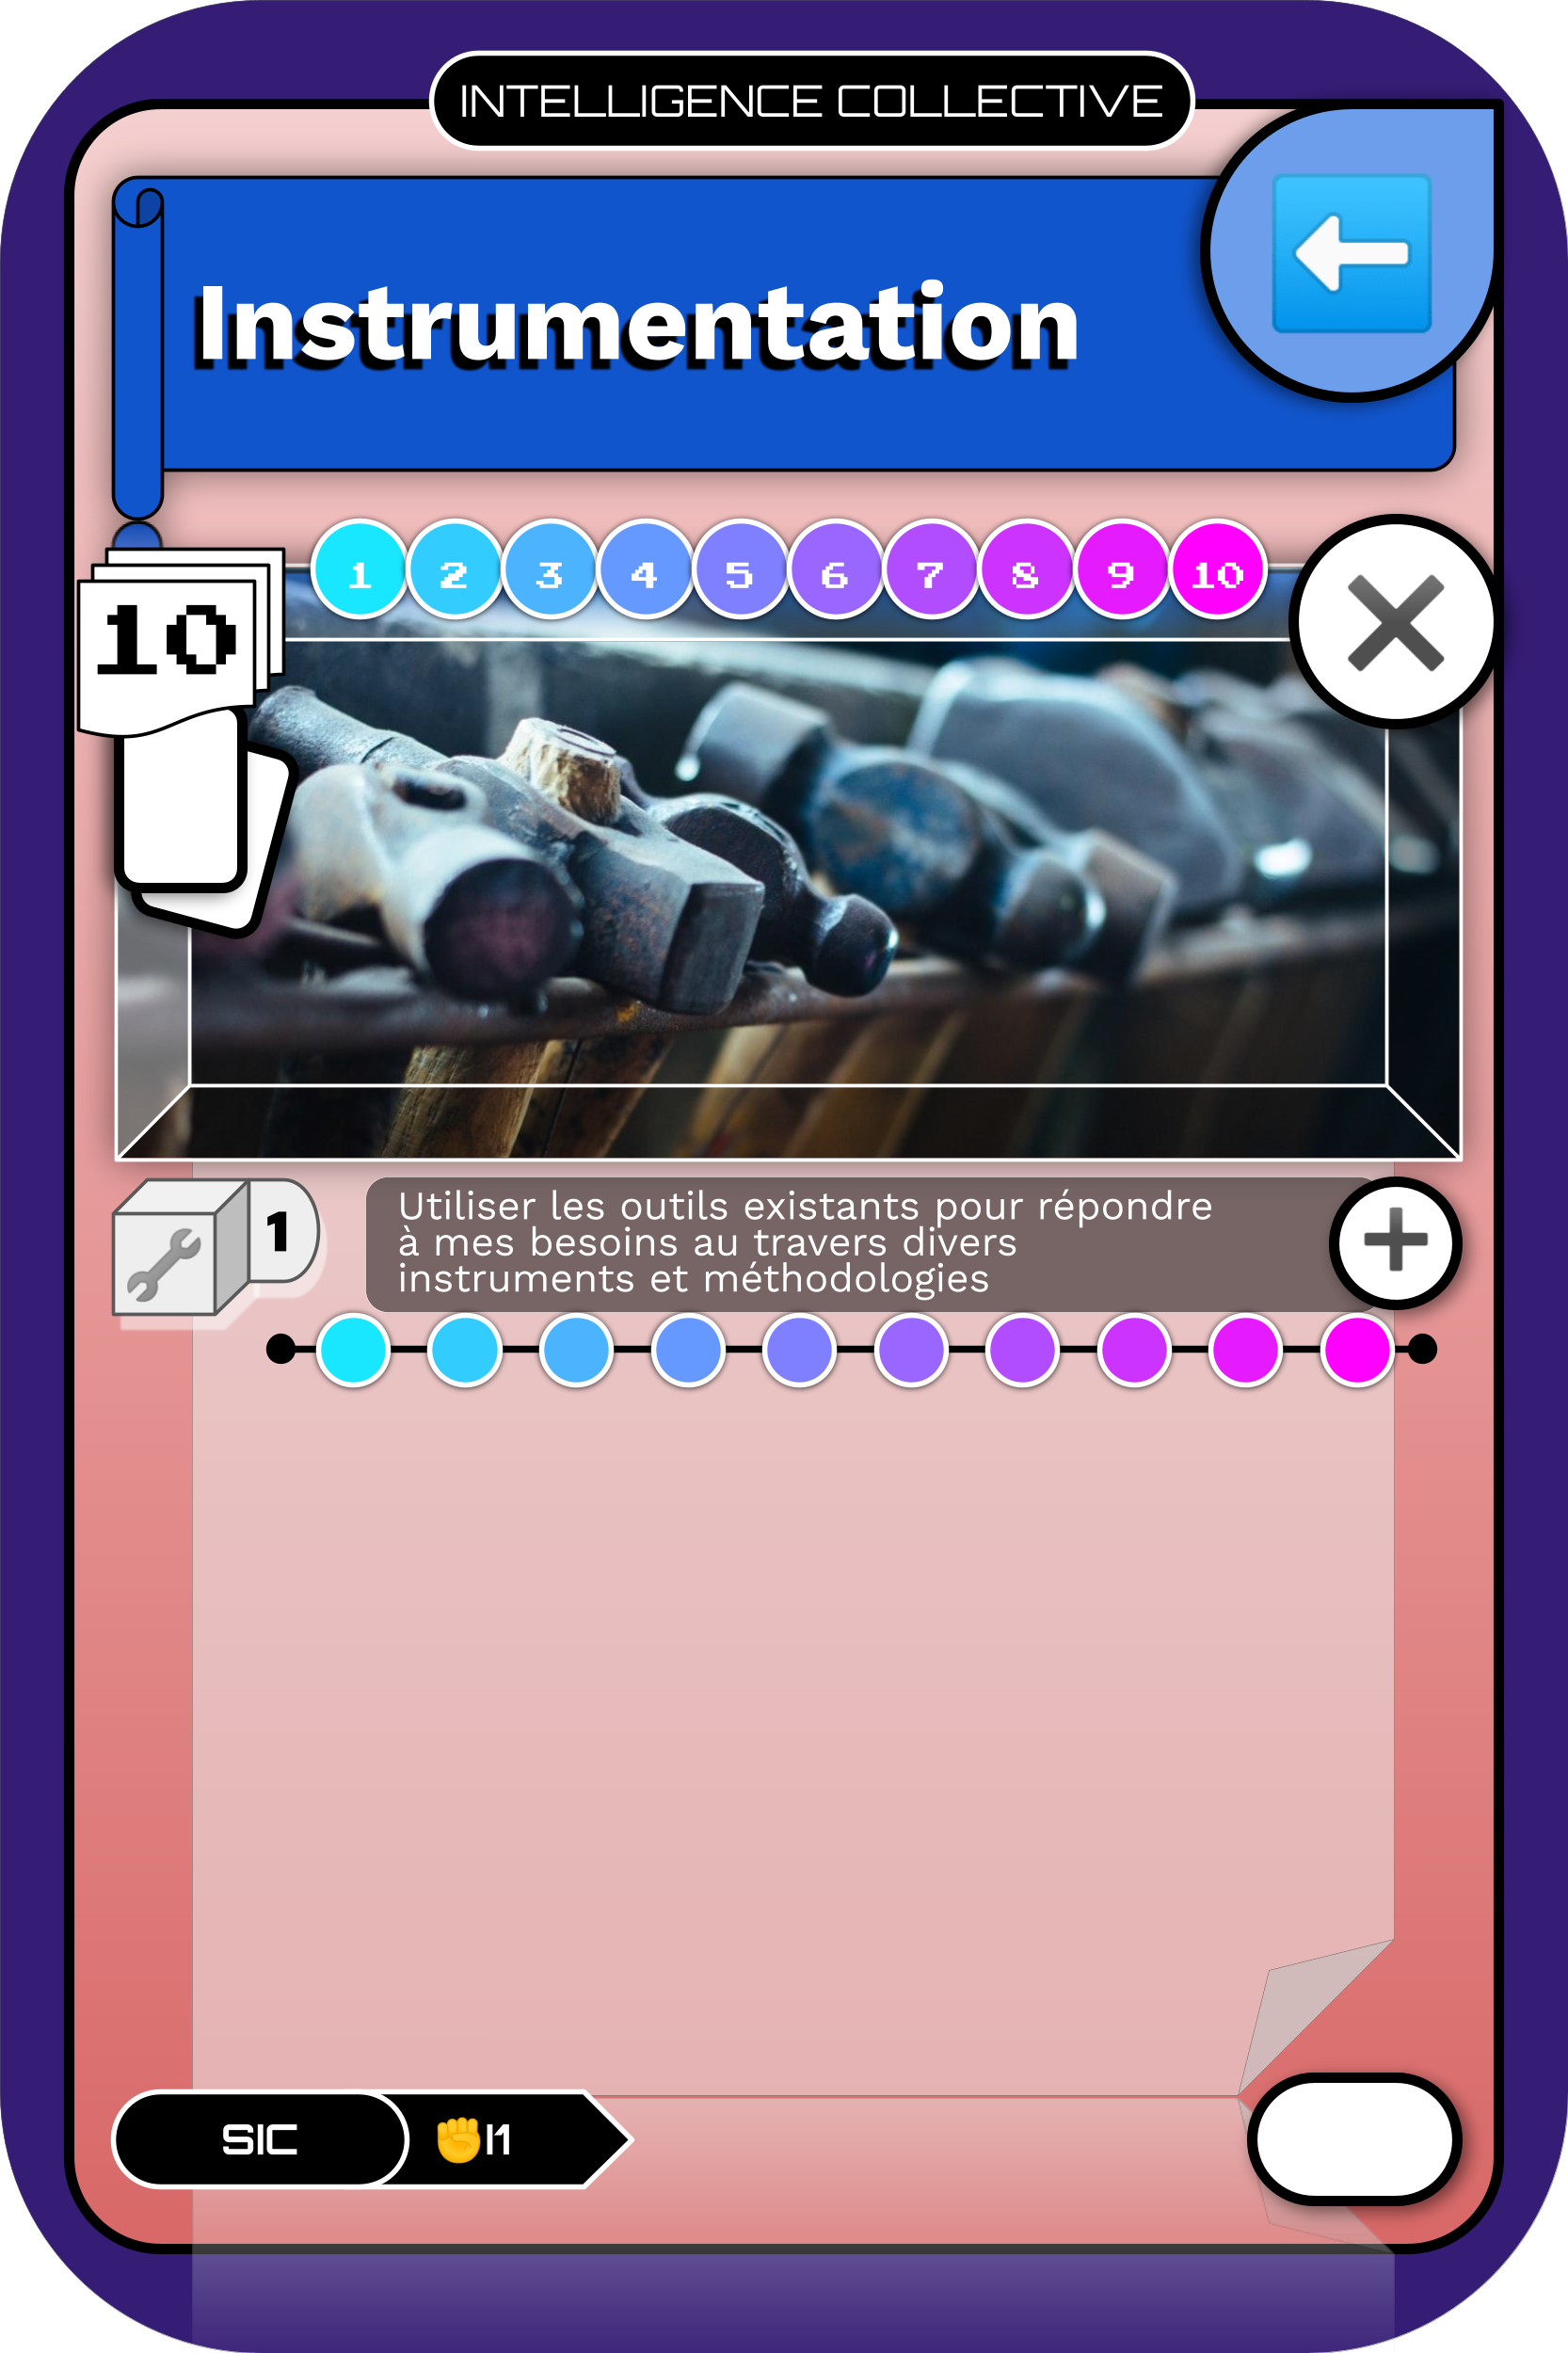 INTELLIGENCE COLLECTIVE
Instrumentation
1 2 3 4 5 6 7 8 9 10
10
1
Utiliser les outils existants pour répondre
à mes besoins au travers divers
instruments et méthodologies
SIC
✊I1